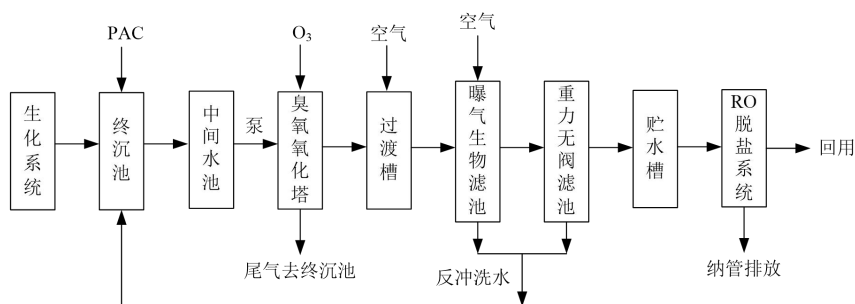 PAC
O₃
空气
空气
生化系统
终沉池
中间水池
泵
臭氧氧化塔
过渡槽
曝气生物滤池
重力无阀滤池
贮水槽
RO脱盐系统
回用
尾气去终沉池
反冲洗水
纳管排放